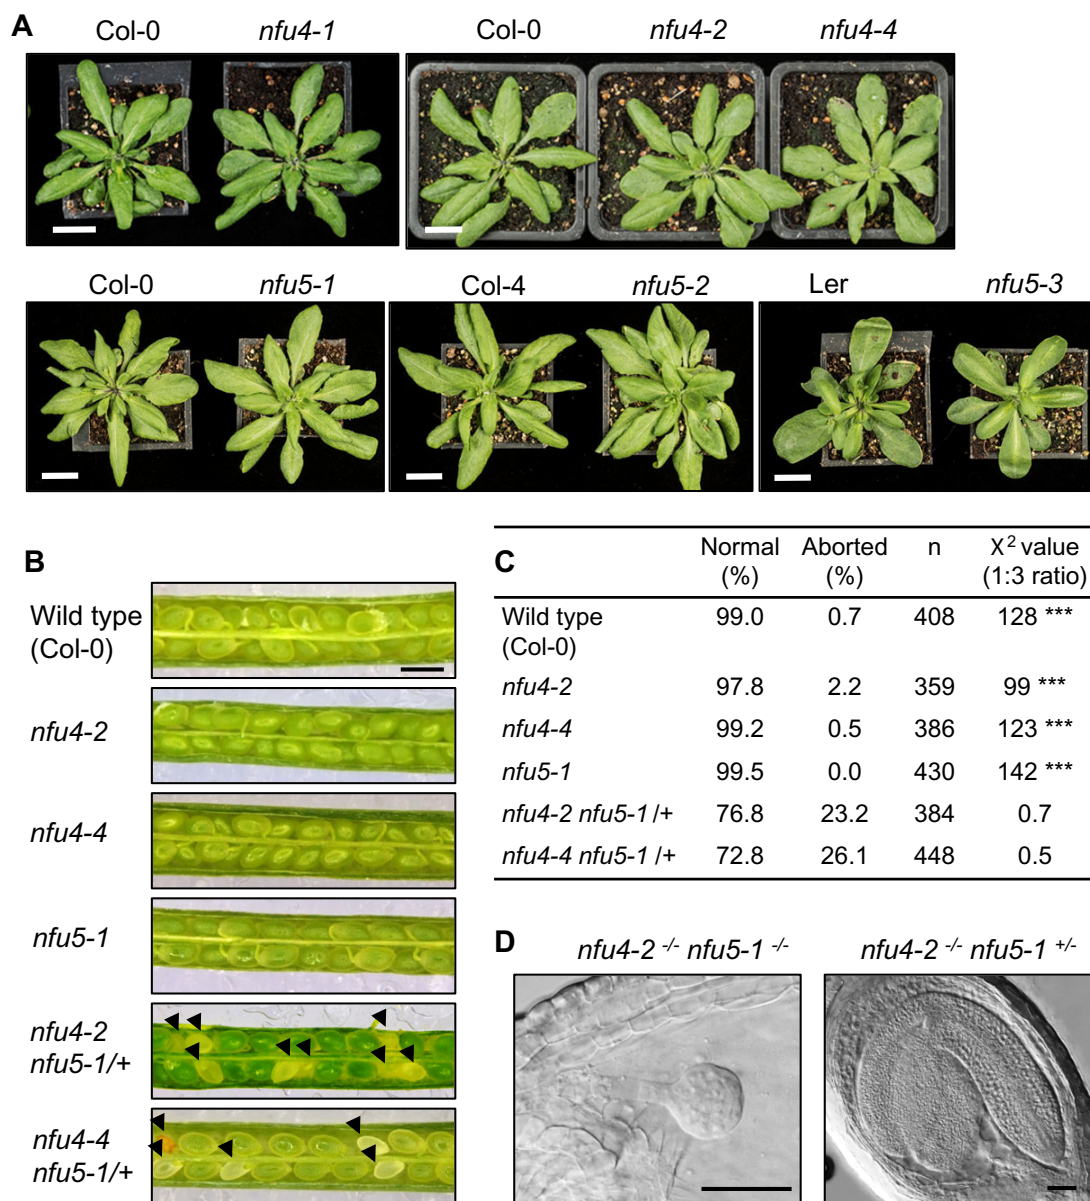 A
Col-0 nfu4-1 Col-0 nfu4-2 nfu4-4
Col-0 nfu5-1 Col-4 nfu5-2 Ler nfu5-3
B
Wild type
(Col-0)
nfu4-2
nfu4-4
nfu5-1
nfu4-2
nfu5-1/+
nfu4-4
nfu5-1/+
C Normal Aborted n X² value
(%) (%) (1:3 ratio)
Wild type 99.0 0.7 408 128 ***
(Col-0)
nfu4-2 97.8 2.2 359 99 ***
nfu4-4 99.2 0.5 386 123 ***
nfu5-1 99.5 0.0 430 142 ***
nfu4-2 nfu5-1 /+ 76.8 23.2 384 0.7
nfu4-4 nfu5-1 /+ 72.8 26.1 448 0.5
D
nfu4-2 -/- nfu5-1 -/- nfu4-2 -/- nfu5-1 +/-